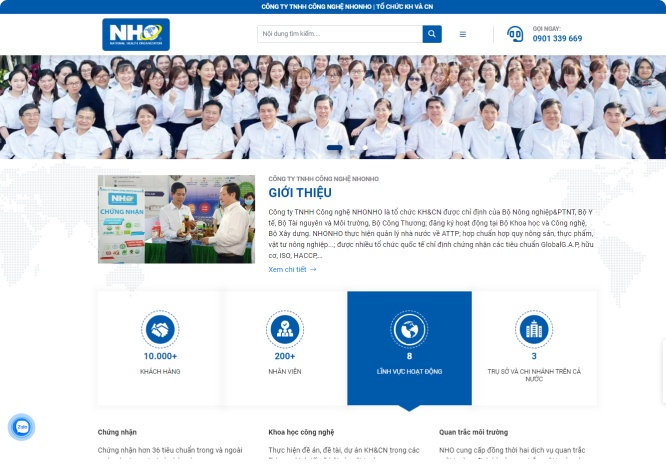 CÔNG TY TNHH CÔNG NGHỆ NHONHO | TỔ CHỨC KH VÀ CN
NHO
NATIONAL HEALTH ORGANIZATION
Nội dung tìm kiếm....
GỌI NGAY:
0901 339 669
CÔNG TY TNHH CÔNG NGHỆ NHONHO
GIỚI THIỆU
NHO
CHỨNG NHẬN
Công ty TNHH Công nghệ NHONHO là tổ chức KH&CN được chỉ định của Bộ Nông nghiệp&PTNT, Bộ Y
tế, Bộ Tài nguyên và Môi trường, Bộ Công Thương; đăng ký hoạt động tại Bộ Khoa học và Công nghệ,
Bộ Xây dựng. NHONHO thực hiện quản lý nhà nước về ATTP; hợp chuẩn hợp quy nông sản, thực phẩm,
vật tư nông nghiệp...; được nhiều tổ chức quốc tế chỉ định chứng nhận các tiêu chuẩn GlobalG.A.P, hữu
cơ, ISO, HACCP,...
Xem chi tiết →
10.000+
KHÁCH HÀNG
200+
NHÂN VIÊN
8
LĨNH VỰC HOẠT ĐỘNG
3
TRỤ SỞ VÀ CHI NHÁNH TRÊN CẢ
NƯỚC
Zalo
Chứng nhận
Khoa học công nghệ
Quan trắc môi trường
Chứng nhận hơn 36 tiêu chuẩn trong và ngoài
Thực hiện đề án, đề tài, dự án KH&CN trong các
NHO cung cấp đồng thời hai dịch vụ quan trắc